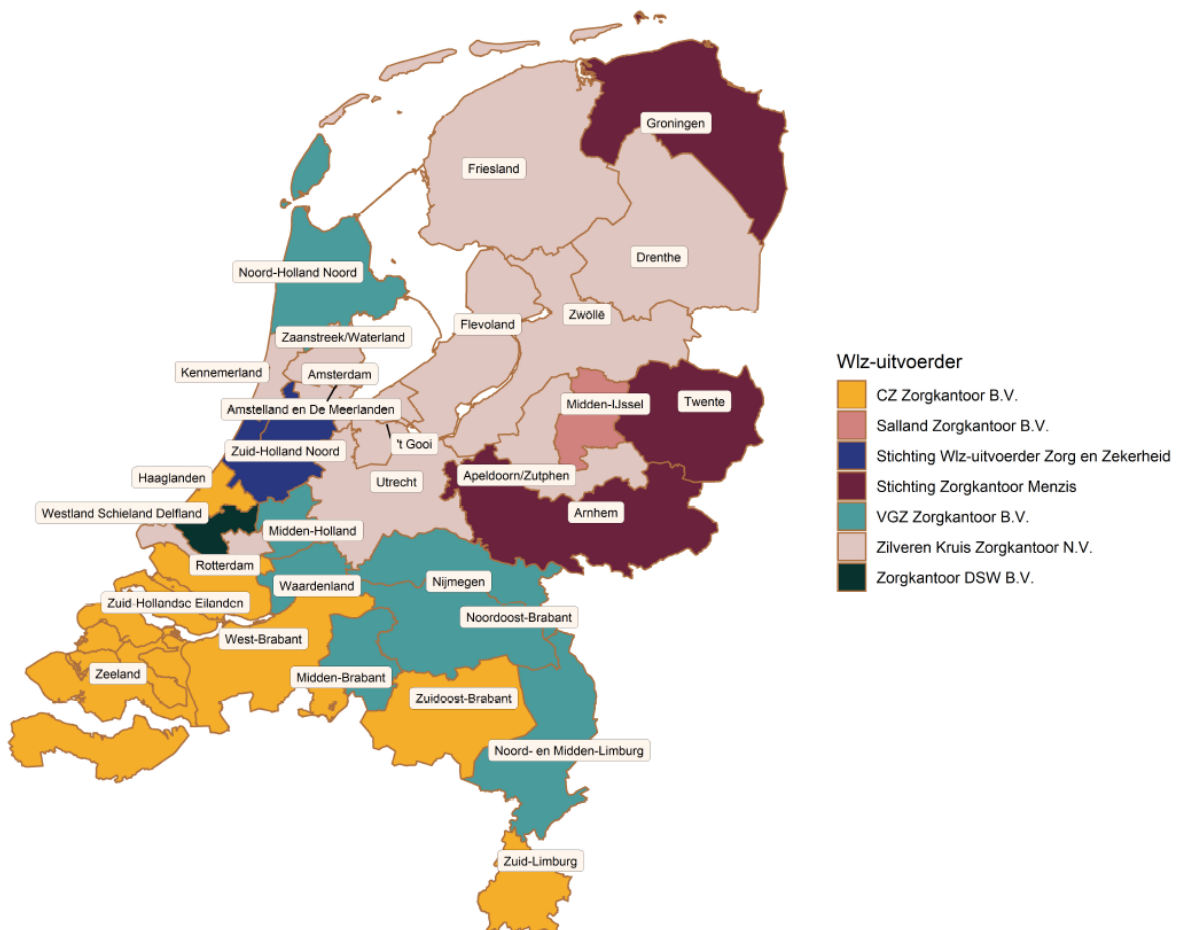 Groningen
Friesland
Drenthe
Noord-Holland Noord
Zwöllë
Flevoland
Zaanstreek/Waterland
Kennemerland
Amsterdam
Amstelland en De Meerlanden
Midden-IJssel
Twente
't Gooi
Zuid-Holland Noord
Haaglanden
Utrecht
Apeldoorn/Zutphen
Westland Schieland Delfland
Arnhem
Midden-Holland
Rotterdam
Waardenland
Nijmegen
Zuid-Hollandsc Eilandcn
Noordoost-Brabant
West-Brabant
Zeeland
Midden-Brabant
Zuidoost-Brabant
Noord- en Midden-Limburg
Zuid-Limburg
Wlz-uitvoerder
CZ Zorgkantoor B.V.
Salland Zorgkantoor B.V.
Stichting Wlz-uitvoerder Zorg en Zekerheid
Stichting Zorgkantoor Menzis
VGZ Zorgkantoor B.V.
Zilveren Kruis Zorgkantoor N.V.
Zorgkantoor DSW B.V.